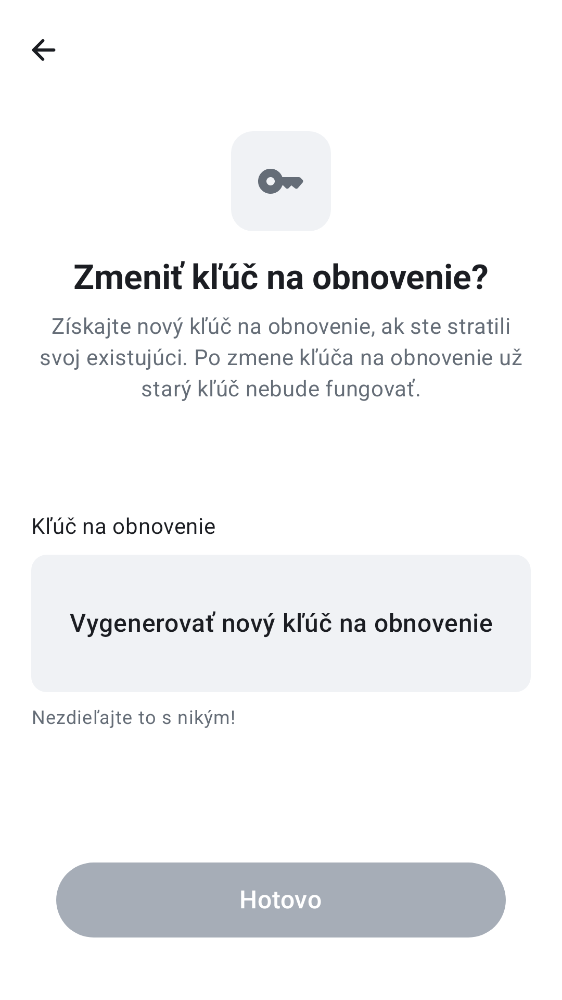 Zmeniť kľúč na obnovenie?
Získajte nový kľúč na obnovenie, ak ste stratili
svoj existujúci. Po zmene kľúča na obnovenie už
starý kľúč nebude fungovať.
Kľúč na obnovenie
Vygenerovať nový kľúč na obnovenie
Nezdieľajte to s nikým!
Hotovo